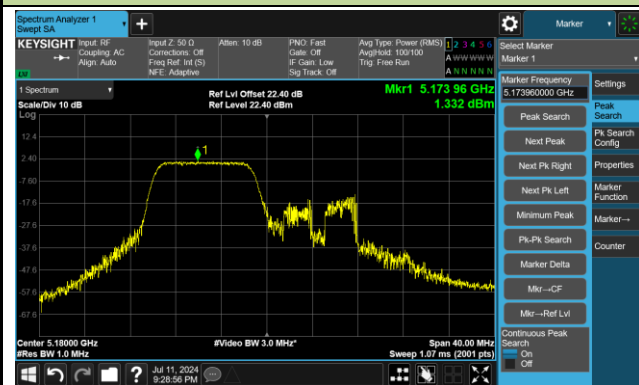 Spectrum Analyzer 1
Swept SA
Marker
KEYSIGHT
Input: RF
Coupling: AC
Align: Auto
Input Z: 50 Ω
Corrections: Off
Freq Ref: Int (S)
NFE: Adaptive
Atten: 10 dB
PNO: Fast
Gate: Off
IF Gain: Low
Sig Track: Off
Avg Type: Power (RMS)
Avg|Hold: 100/100
Trig: Free Run
1 2 3 4 5 6
A W W W W W
A N N N N N
Select Marker
Marker 1
1 Spectrum
Scale/Div 10 dB
Log
Ref Lvl Offset 22.40 dB
Ref Level 22.40 dBm
Mkr1 5.173 96 GHz
1.332 dBm
12.4
2.40
-7.60
-17.6
-27.6
-37.6
-47.6
-57.6
-67.6
1
Center 5.18000 GHz
#Res BW 1.0 MHz
#Video BW 3.0 MHz*
Span 40.00 MHz
Sweep 1.07 ms (2001 pts)
Marker Frequency
5.173960000 GHz
Peak Search
Next Peak
Next Pk Right
Next Pk Left
Minimum Peak
Pk-Pk Search
Marker Delta
Mkr→CF
Mkr→Ref Lvl
Continuous Peak
Search
On
Off
Settings
Peak
Search
Pk Search
Config
Properties
Marker
Function
Marker→
Counter
Jul 11, 2024
9:28:56 PM